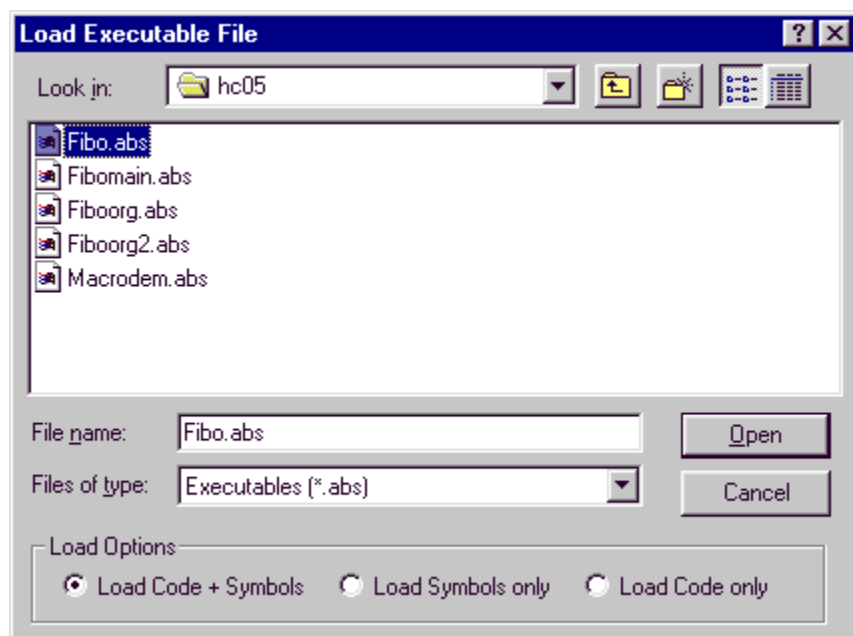 Load Executable File
Look in: hc05
Fibo.abs
Fibomain.abs
Fiboorg.abs
Fiboorg2.abs
Macrodem.abs
File name: Fibo.abs Open
Files of type: Executables (*.abs) Cancel
Load Options
Load Code + Symbols Load Symbols only Load Code only